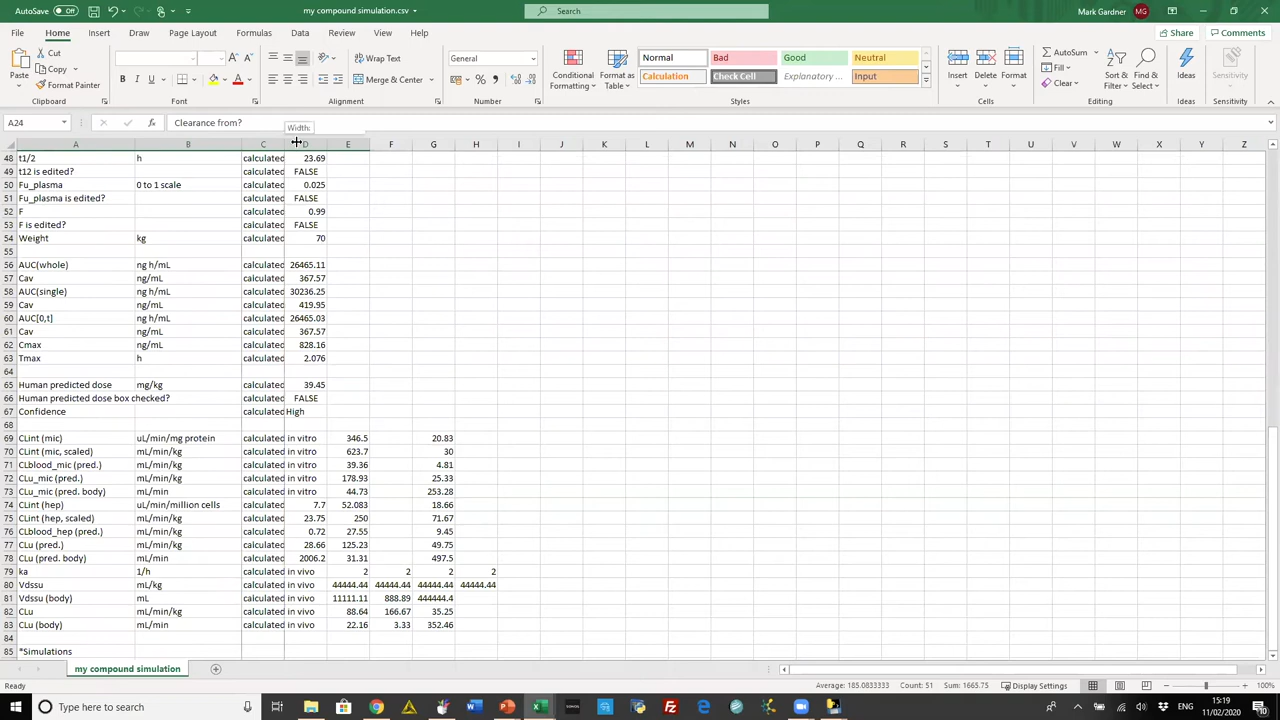 AutoSave Off my compound simulation.csv Search Mark Gardner MG
File Home Insert Draw Page Layout Formulas Data Review View Help Share Comments
Paste Cut Copy Format Painter Clipboard
B I U A Font
Wrap Text Merge & Center Alignment
General % Number
Conditional Formatting Format as Table
Normal Bad Good Neutral
Calculation Check Cell Explanatory ... Input
Styles
Insert Delete Format Cells
AutoSum Fill Clear Sort & Filter Find & Select Editing
Ideas Ideas
Sensitivity Sensitivity
A24 fx Clearance from?
Width:
A B C D E F G H I J K L M N O P Q R S T U V W X Y Z
48 t1/2 h calculated 23.69
49 t12 is edited? calculated FALSE
50 Fu_plasma 0 to 1 scale calculated 0.025
51 Fu_plasma is edited? calculated FALSE
52 F calculated 0.99
53 F is edited? calculated FALSE
54 Weight kg calculated 70
55
56 AUC(whole) ng h/mL calculated 26465.11
57 Cav ng/mL calculated 367.57
58 AUC(single) ng h/mL calculated 30236.25
59 Cav ng/mL calculated 419.95
60 AUC[0,t] ng h/mL calculated 26465.03
61 Cav ng/mL calculated 367.57
62 Cmax ng/mL calculated 828.16
63 Tmax h calculated 2.076
64
65 Human predicted dose mg/kg calculated 39.45
66 Human predicted dose box checked? calculated FALSE
67 Confidence calculated High
68
69 CLint (mic) uL/min/mg protein calculated in vitro 346.5 20.83
70 CLint (mic, scaled) mL/min/kg calculated in vitro 623.7 30
71 CLblood_mic (pred.) mL/min/kg calculated in vitro 39.36 4.81
72 CLu_mic (pred.) mL/min/kg calculated in vitro 178.93 25.33
73 CLu_mic (pred. body) mL/min calculated in vitro 44.73 253.28
74 CLint (hep) uL/min/million cells calculated 7.7 52.083 18.66
75 CLint (hep, scaled) mL/min/kg calculated 23.75 250 71.67
76 CLblood_hep (pred.) mL/min/kg calculated 0.72 27.55 9.45
77 CLu (pred.) mL/min/kg calculated 28.66 125.23 49.75
78 CLu (pred. body) mL/min calculated 2006.2 31.31 497.5
79 ka 1/h calculated in vivo 2 2 2 2
80 Vdssu mL/kg calculated in vivo 44444.44 44444.44 44444.44 44444.44
81 Vdssu (body) mL calculated in vivo 11111.11 888.89 444444.4
82 CLu mL/min/kg calculated in vivo 88.64 166.67 35.25
83 CLu (body) mL/min calculated in vivo 22.16 3.33 352.46
84
85 *Simulations
my compound simulation
Ready Average: 185.0833333 Count: 51 Sum: 1665.75 Display Settings 100%
Type here to search 15:19
11/02/2020